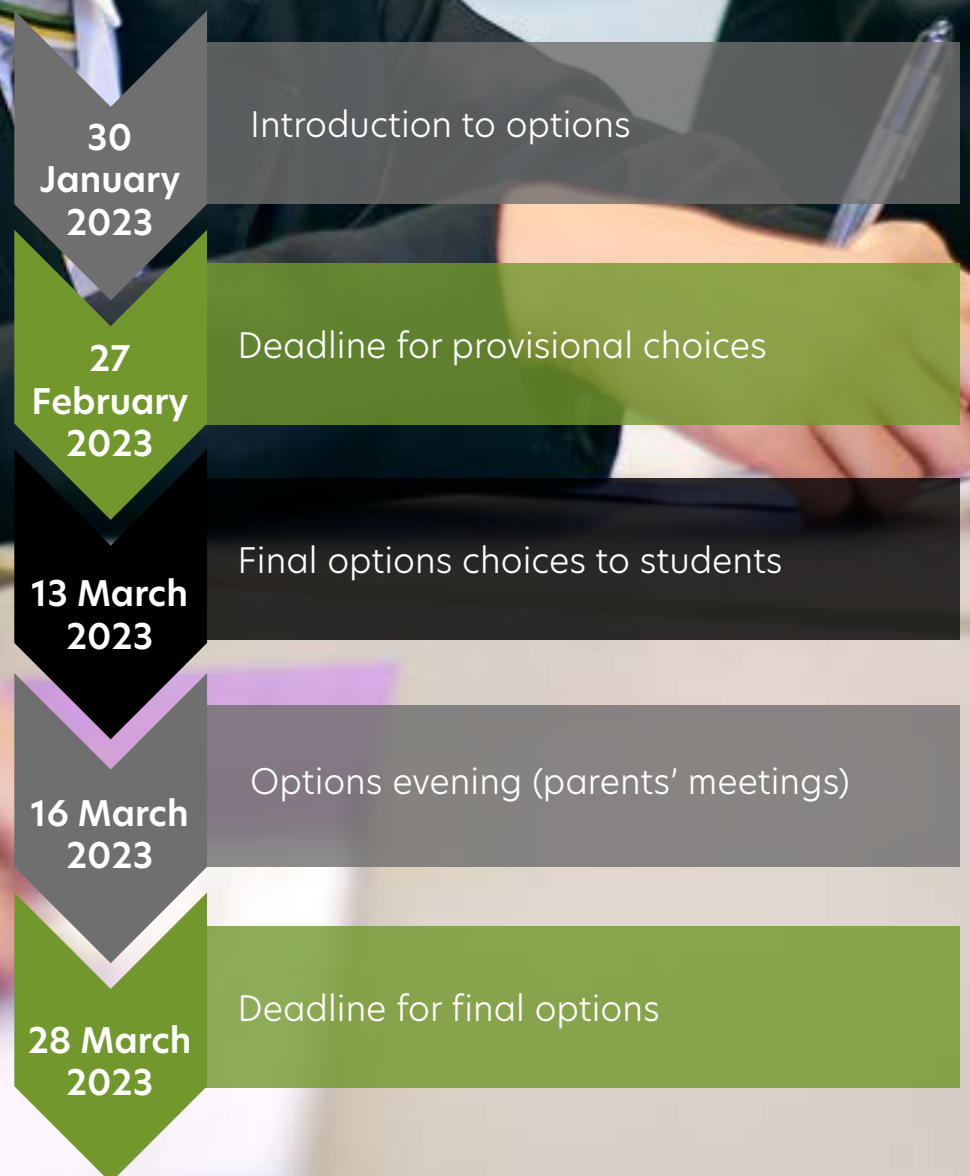 30
January
2023
Introduction to options
27
February
2023
Deadline for provisional choices
13 March
2023
Final options choices to students
16 March
2023
Options evening (parents’ meetings)
28 March
2023
Deadline for final options